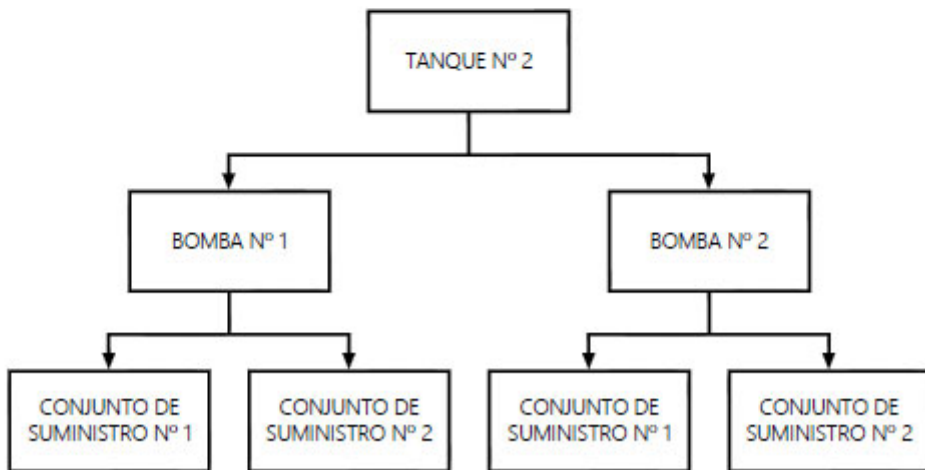 TANQUE Nº 2
BOMBA Nº 1
BOMBA Nº 2
CONJUNTO DE
SUMINISTRO Nº 1
CONJUNTO DE
SUMINISTRO Nº 2
CONJUNTO DE
SUMINISTRO Nº 1
CONJUNTO DE
SUMINISTRO Nº 2